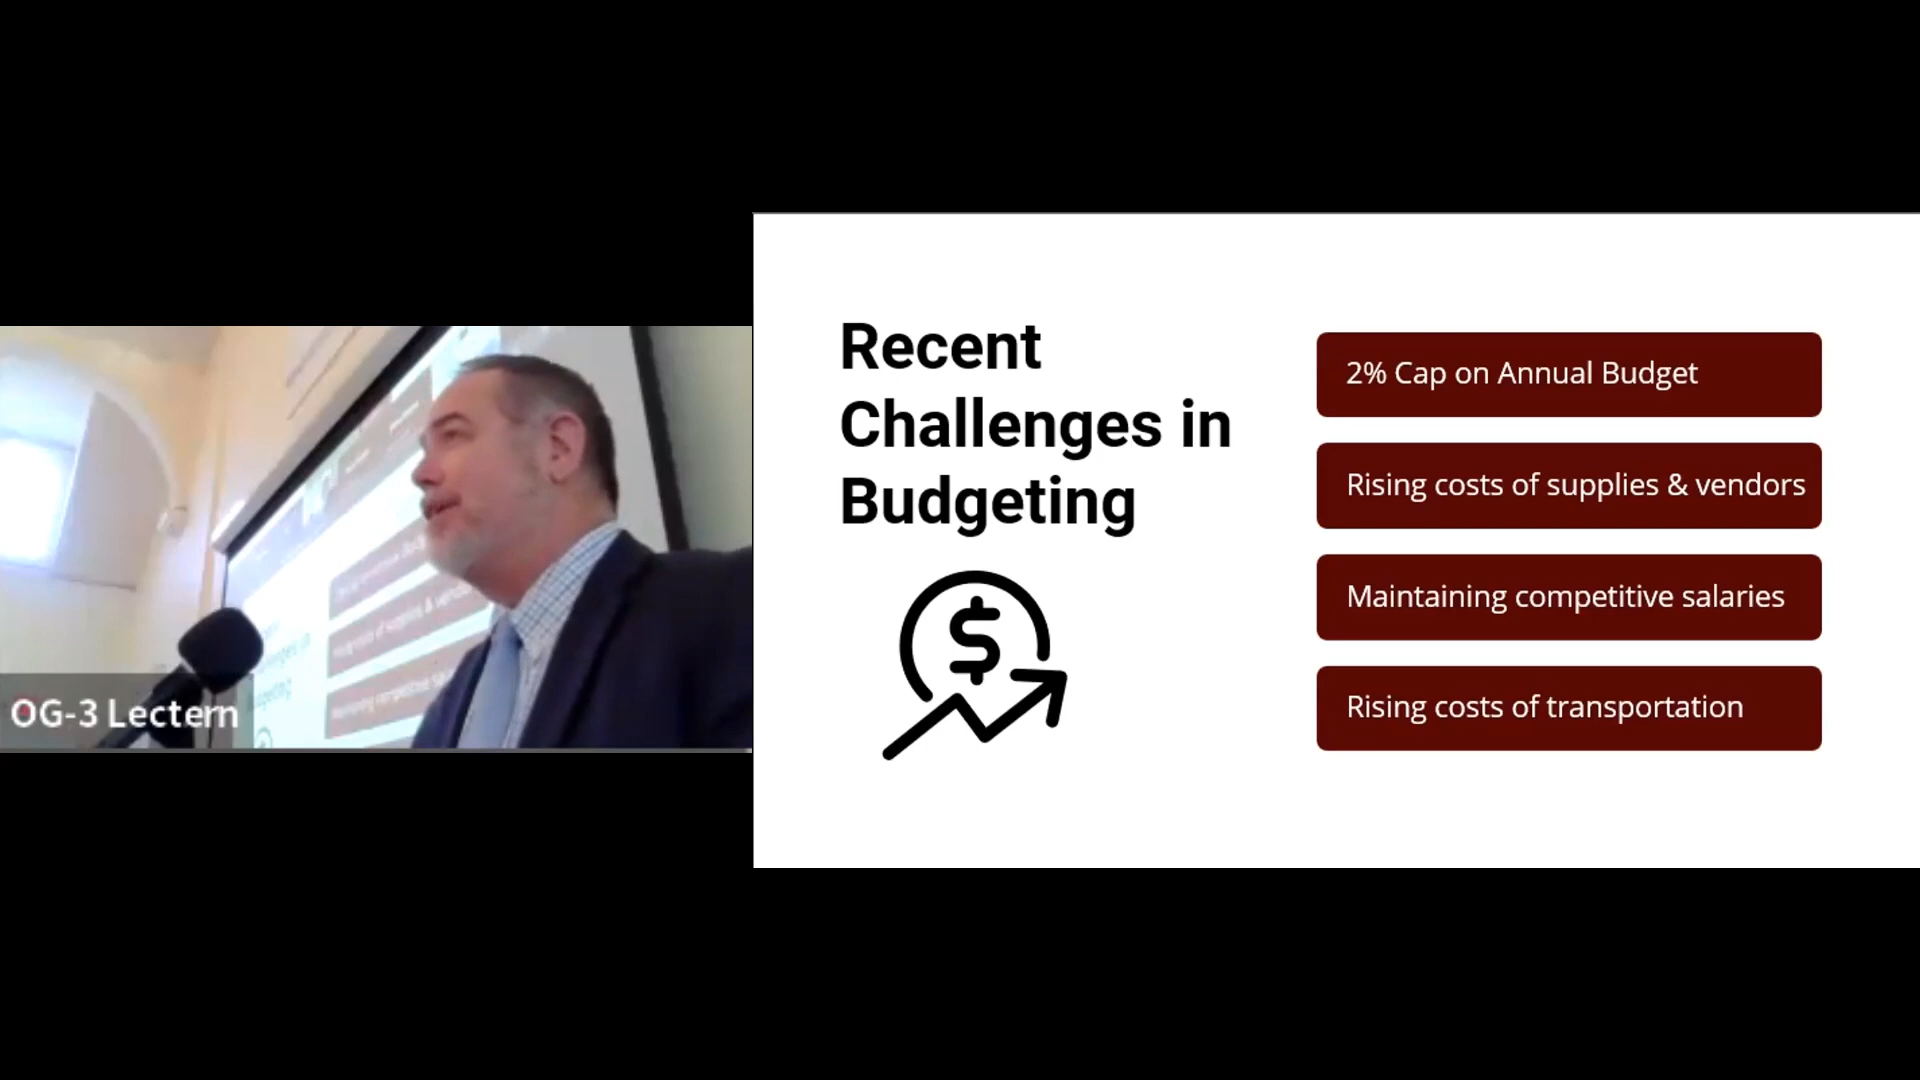 OG-3 Lectern
Recent
Challenges in
Budgeting
$
2% Cap on Annual Budget
Rising costs of supplies & vendors
Maintaining competitive salaries
Rising costs of transportation